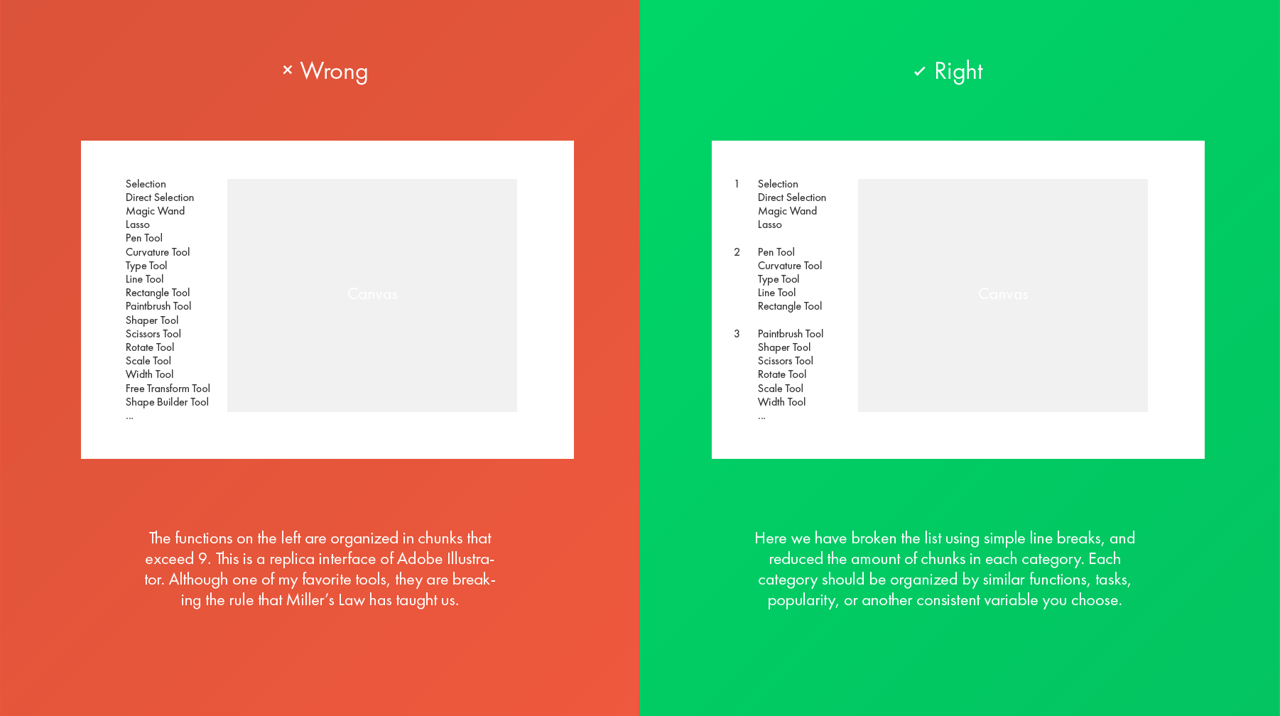 × Wrong
Selection
Direct Selection
Magic Wand
Lasso
Pen Tool
Curvature Tool
Type Tool
Line Tool
Rectangle Tool
Paintbrush Tool
Shaper Tool
Scissors Tool
Rotate Tool
Scale Tool
Width Tool
Free Transform Tool
Shape Builder Tool
...
Canvas
The functions on the left are organized in chunks that
exceed 9. This is a replica interface of Adobe Illustra-
tor. Although one of my favorite tools, they are break-
ing the rule that Miller’s Law has taught us.
✓ Right
1 Selection
Direct Selection
Magic Wand
Lasso
2 Pen Tool
Curvature Tool
Type Tool
Line Tool
Rectangle Tool
3 Paintbrush Tool
Shaper Tool
Scissors Tool
Rotate Tool
Scale Tool
Width Tool
...
Canvas
Here we have broken the list using simple line breaks, and
reduced the amount of chunks in each category. Each
category should be organized by similar functions, tasks,
popularity, or another consistent variable you choose.